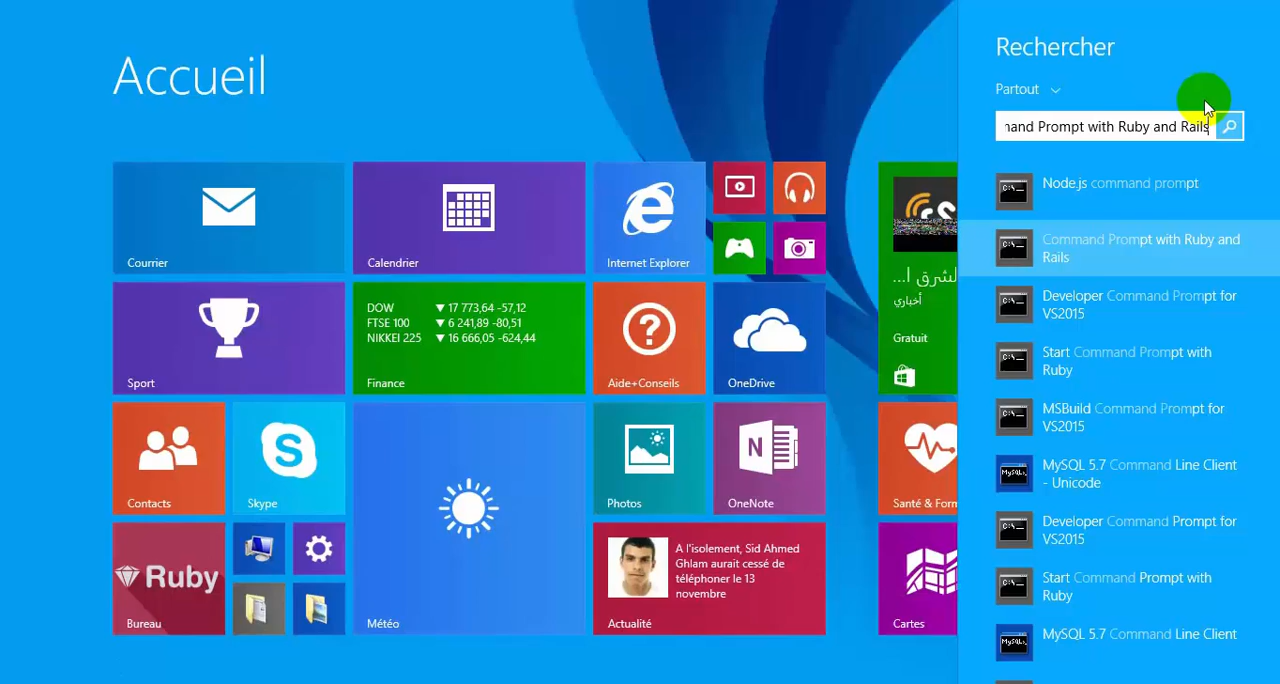 Accueil
Courrier
Calendrier
Internet Explorer
Sport
DOW ▼ 17 773,64 -57,12
FTSE 100 ▼ 6 241,89 -80,51
NIKKEI 225 ▼ 16 666,05 -624,44
Finance
Aide+Conseils
OneDrive
الشرق ا...
أخباري
Gratuit
Contacts
Skype
Météo
Photos
OneNote
Santé & Form
Ruby
Bureau
A l'isolement, Sid Ahmed
Ghlam aurait cessé de
téléphoner le 13
novembre
Actualité
Cartes
Rechercher
Partout
mand Prompt with Ruby and Rails
Node.js command prompt
Command Prompt with Ruby and
Rails
Developer Command Prompt for
VS2015
Start Command Prompt with
Ruby
MSBuild Command Prompt for
VS2015
MySQL 5.7 Command Line Client
- Unicode
Developer Command Prompt for
VS2015
Start Command Prompt with
Ruby
MySQL 5.7 Command Line Client